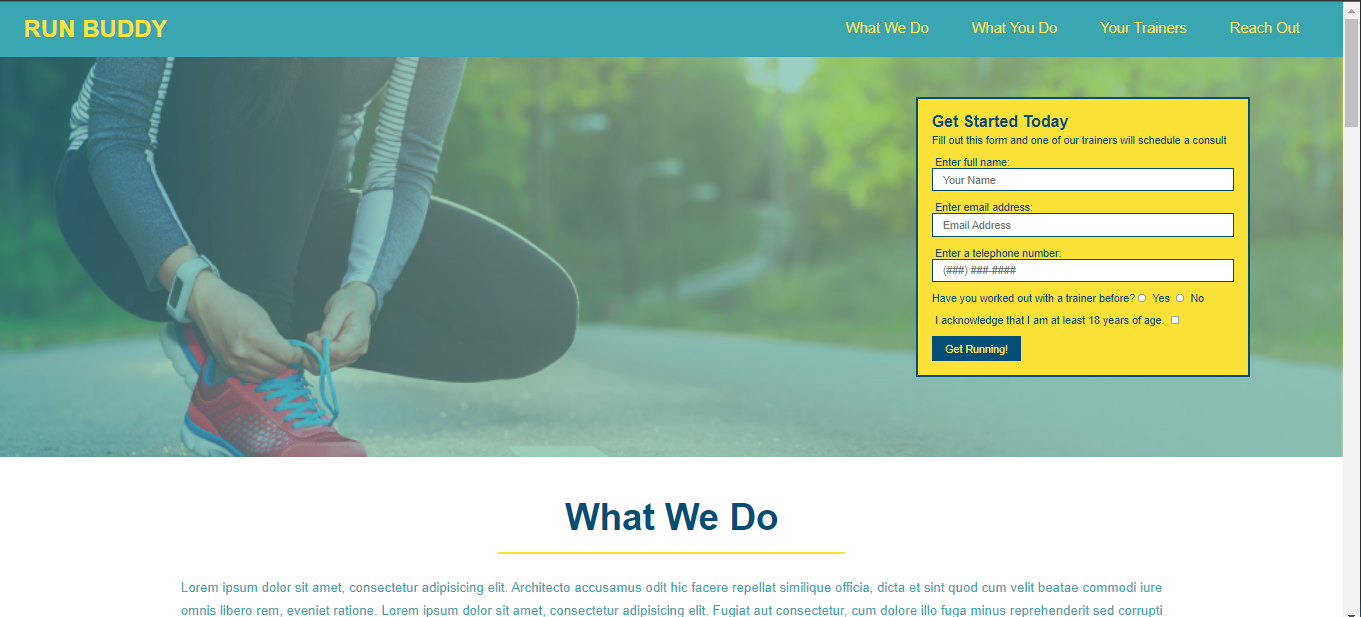 RUN BUDDY
What We Do What You Do Your Trainers Reach Out
Get Started Today
Fill out this form and one of our trainers will schedule a consult
Enter full name:
Your Name
Enter email address:
Email Address
Enter a telephone number:
(###) ###-####
Have you worked out with a trainer before? Yes No
I acknowledge that I am at least 18 years of age.
Get Running!
What We Do
Lorem ipsum dolor sit amet, consectetur adipisicing elit. Architecto accusamus odit hic facere repellat similique officia, dicta et sint quod cum velit beatae commodi iure
omnis libero rem, eveniet ratione. Lorem ipsum dolor sit amet, consectetur adipisicing elit. Fugiat aut consectetur, cum dolore illo fuga minus reprehenderit sed corrupti